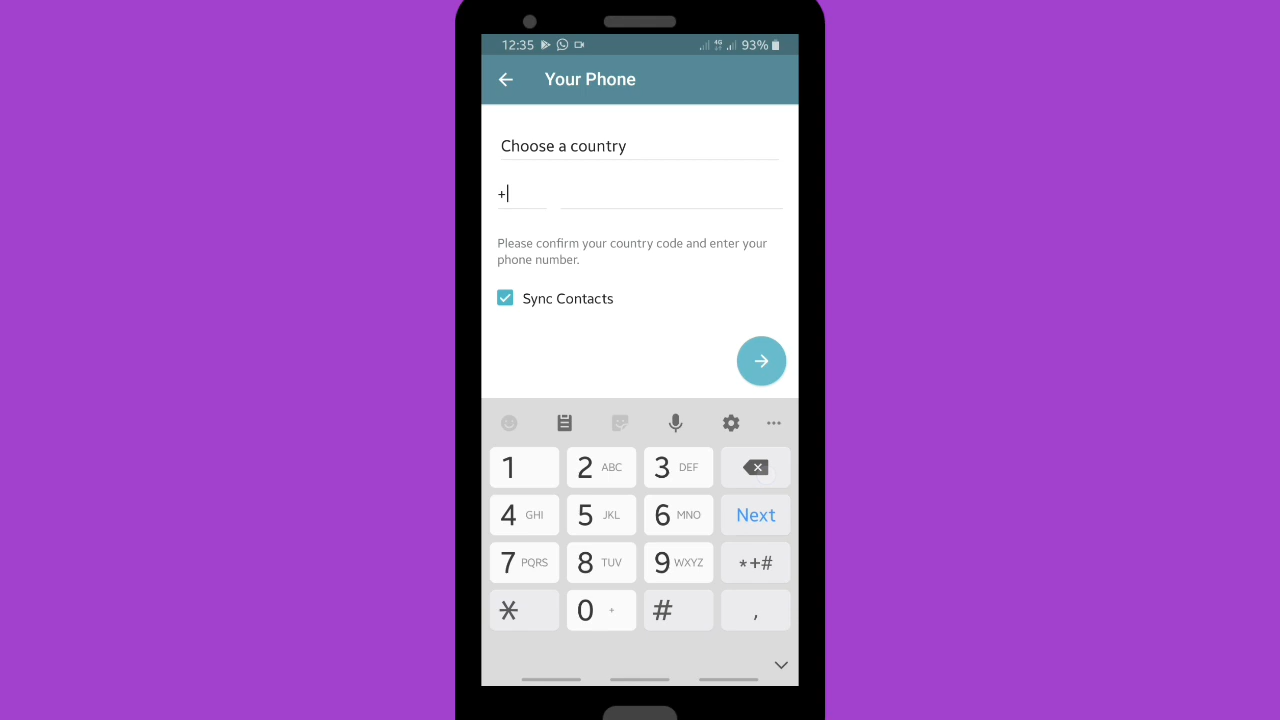 12:35 4G 93%
Your Phone
Choose a country
+
Please confirm your country code and enter your
phone number.
Sync Contacts
1 2 ABC 3 DEF
4 GHI 5 JKL 6 MNO Next
7 PQRS 8 TUV 9 WXYZ *+#
* 0 + # ,